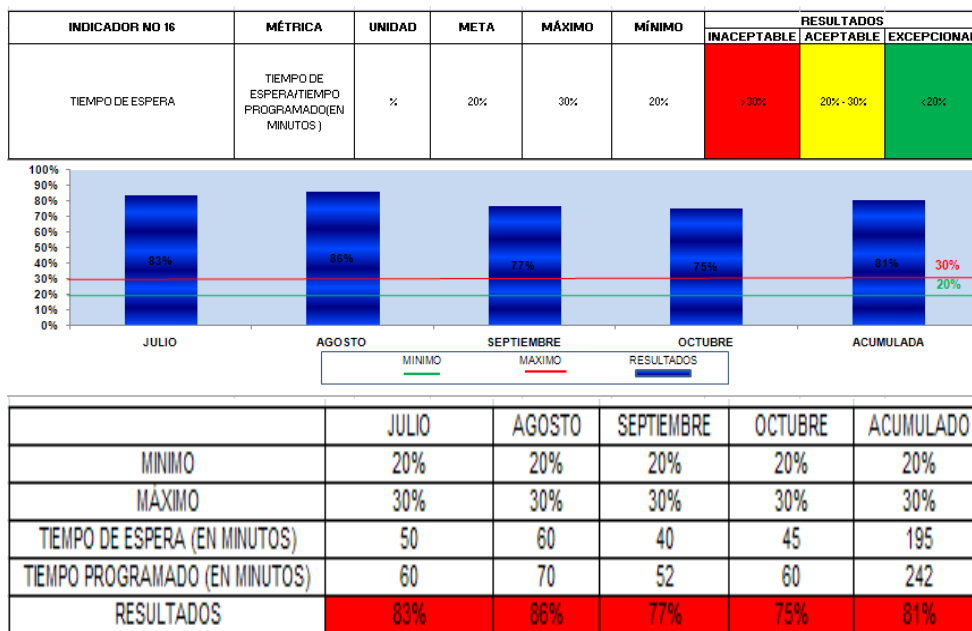 INDICADOR NO 16 MÉTRICA UNIDAD META MÁXIMO MÍNIMO RESULTADOS
INACEPTABLE ACEPTABLE EXCEPCIONAL
TIEMPO DE ESPERA TIEMPO DE ESPERA/TIEMPO PROGRAMADO(EN MINUTOS ) % 20% 30% 20% >30% 20% - 30% <20%
100%
90%
80%
70%
60%
50%
40%
30%
20%
10%
0%
83% 86% 77% 75% 81% 30%
20%
JULIO AGOSTO SEPTIEMBRE OCTUBRE ACUMULADA
MINIMO MAXIMO RESULTADOS
JULIO AGOSTO SEPTIEMBRE OCTUBRE ACUMULADO
MINIMO 20% 20% 20% 20% 20%
MÁXIMO 30% 30% 30% 30% 30%
TIEMPO DE ESPERA (EN MINUTOS) 50 60 40 45 195
TIEMPO PROGRAMADO (EN MINUTOS) 60 70 52 60 242
RESULTADOS 83% 86% 77% 75% 81%